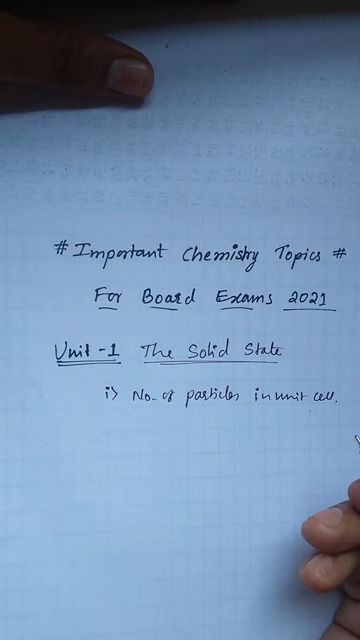 # Important Chemistry Topics #
For Board Exams 2021
Unit-1 The Solid State
i> No. of particles in unit cell.